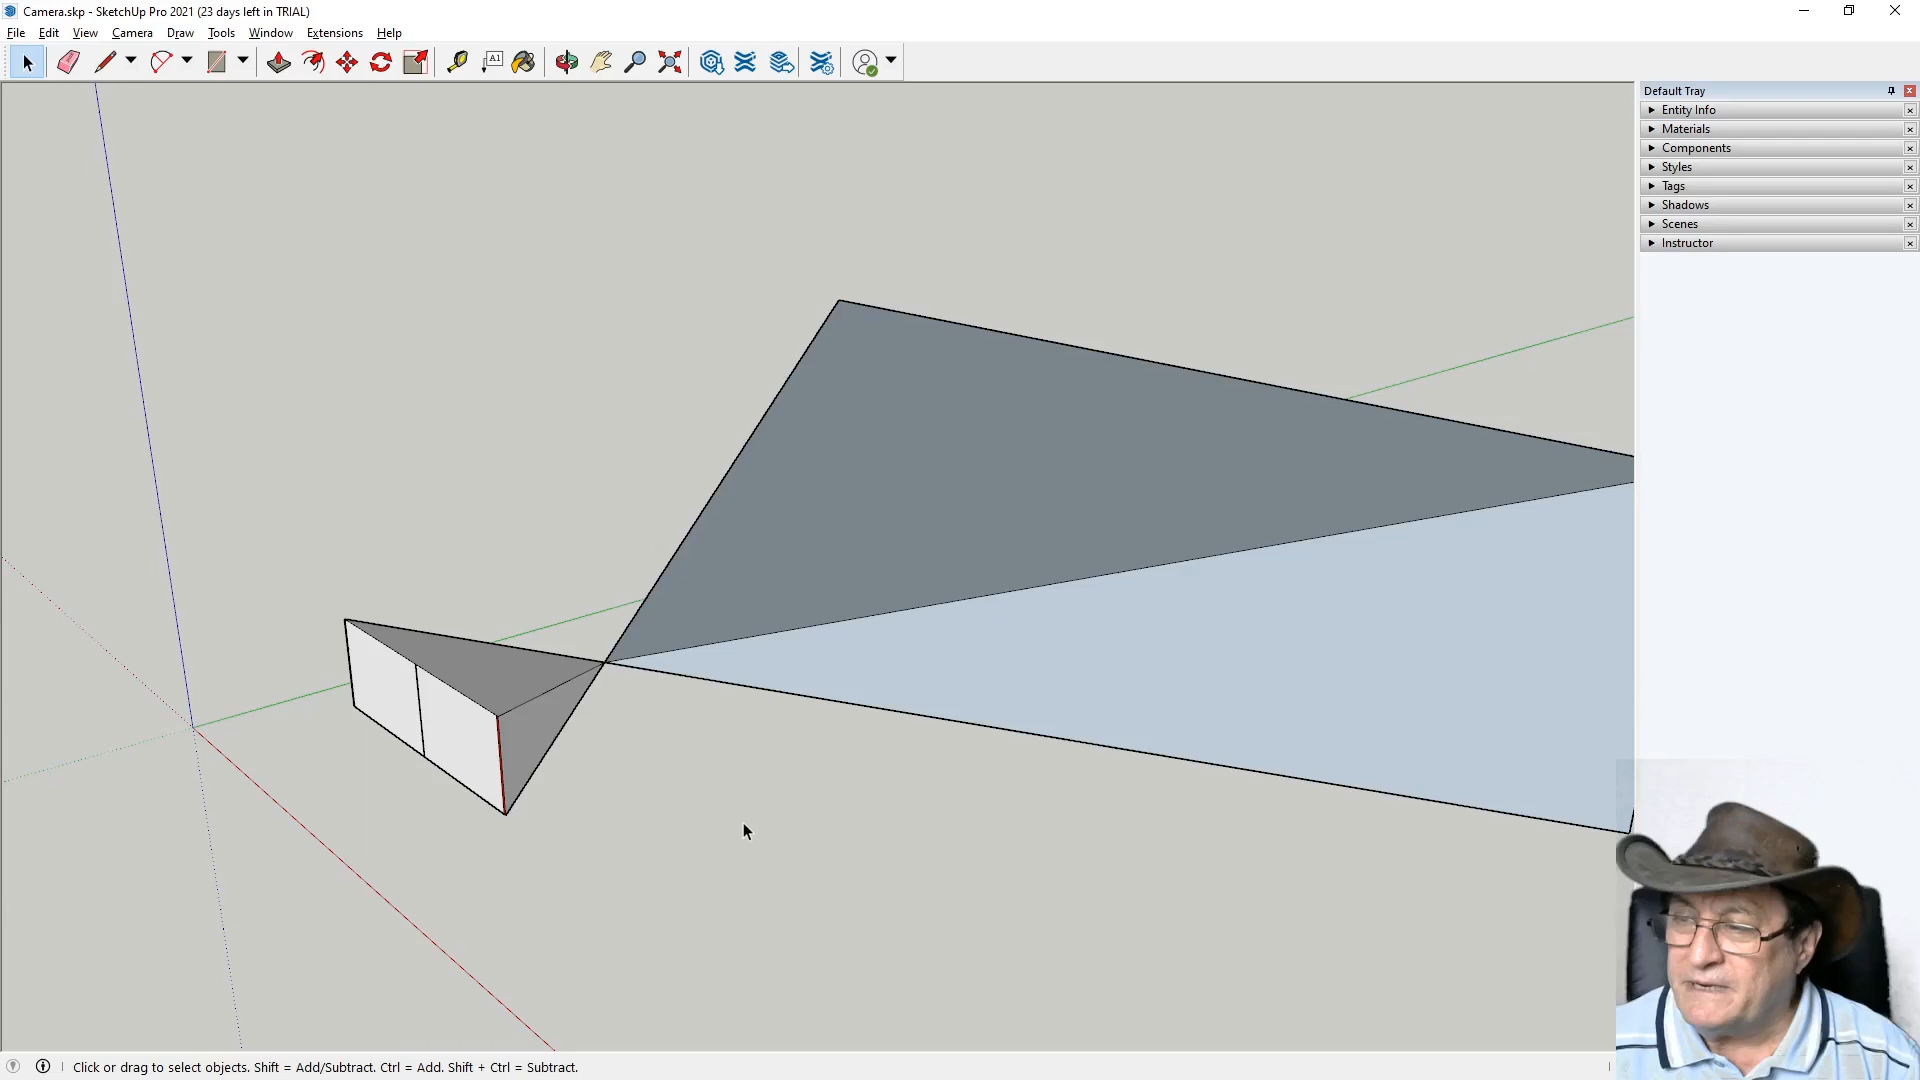 Camera.skp - SketchUp Pro 2021 (23 days left in TRIAL)
File Edit View Camera Draw Tools Window Extensions Help
A1
Default Tray
Entity Info
Materials
Components
Styles
Tags
Shadows
Scenes
Instructor
Click or drag to select objects. Shift = Add/Subtract. Ctrl = Add. Shift + Ctrl = Subtract.